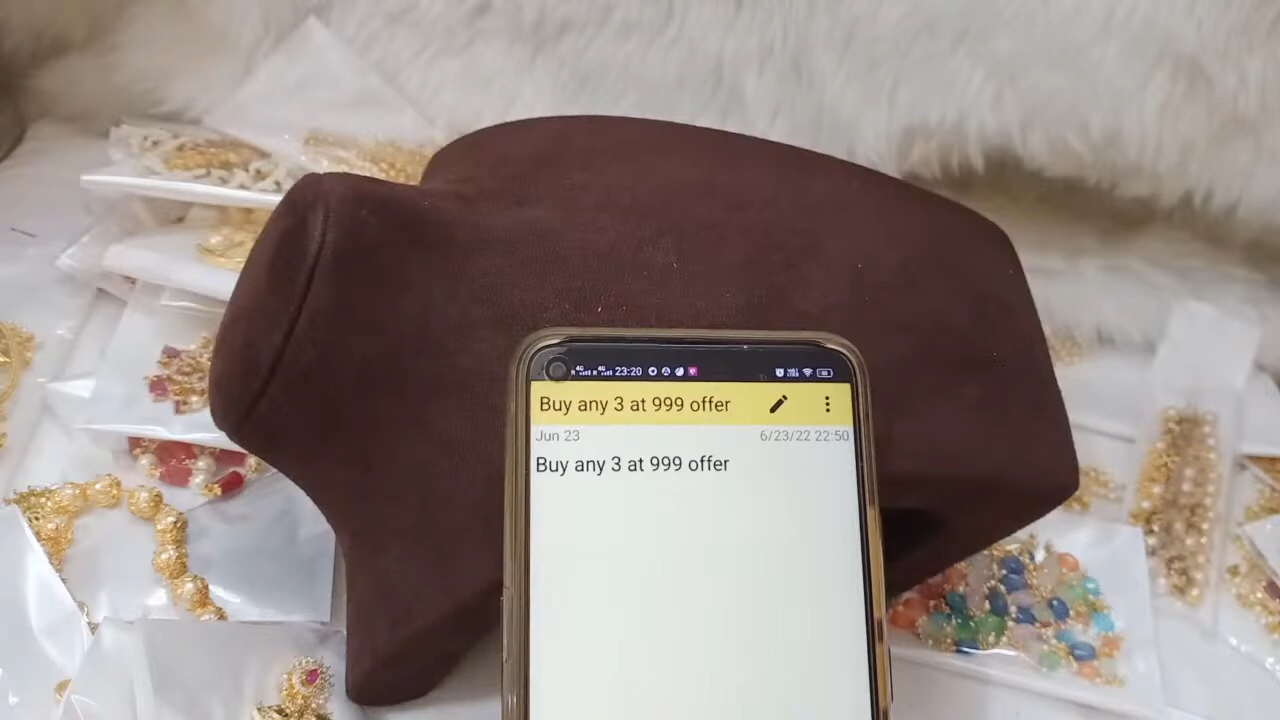 23:20
Buy any 3 at 999 offer
Jun 23 6/23/22 22:50
Buy any 3 at 999 offer